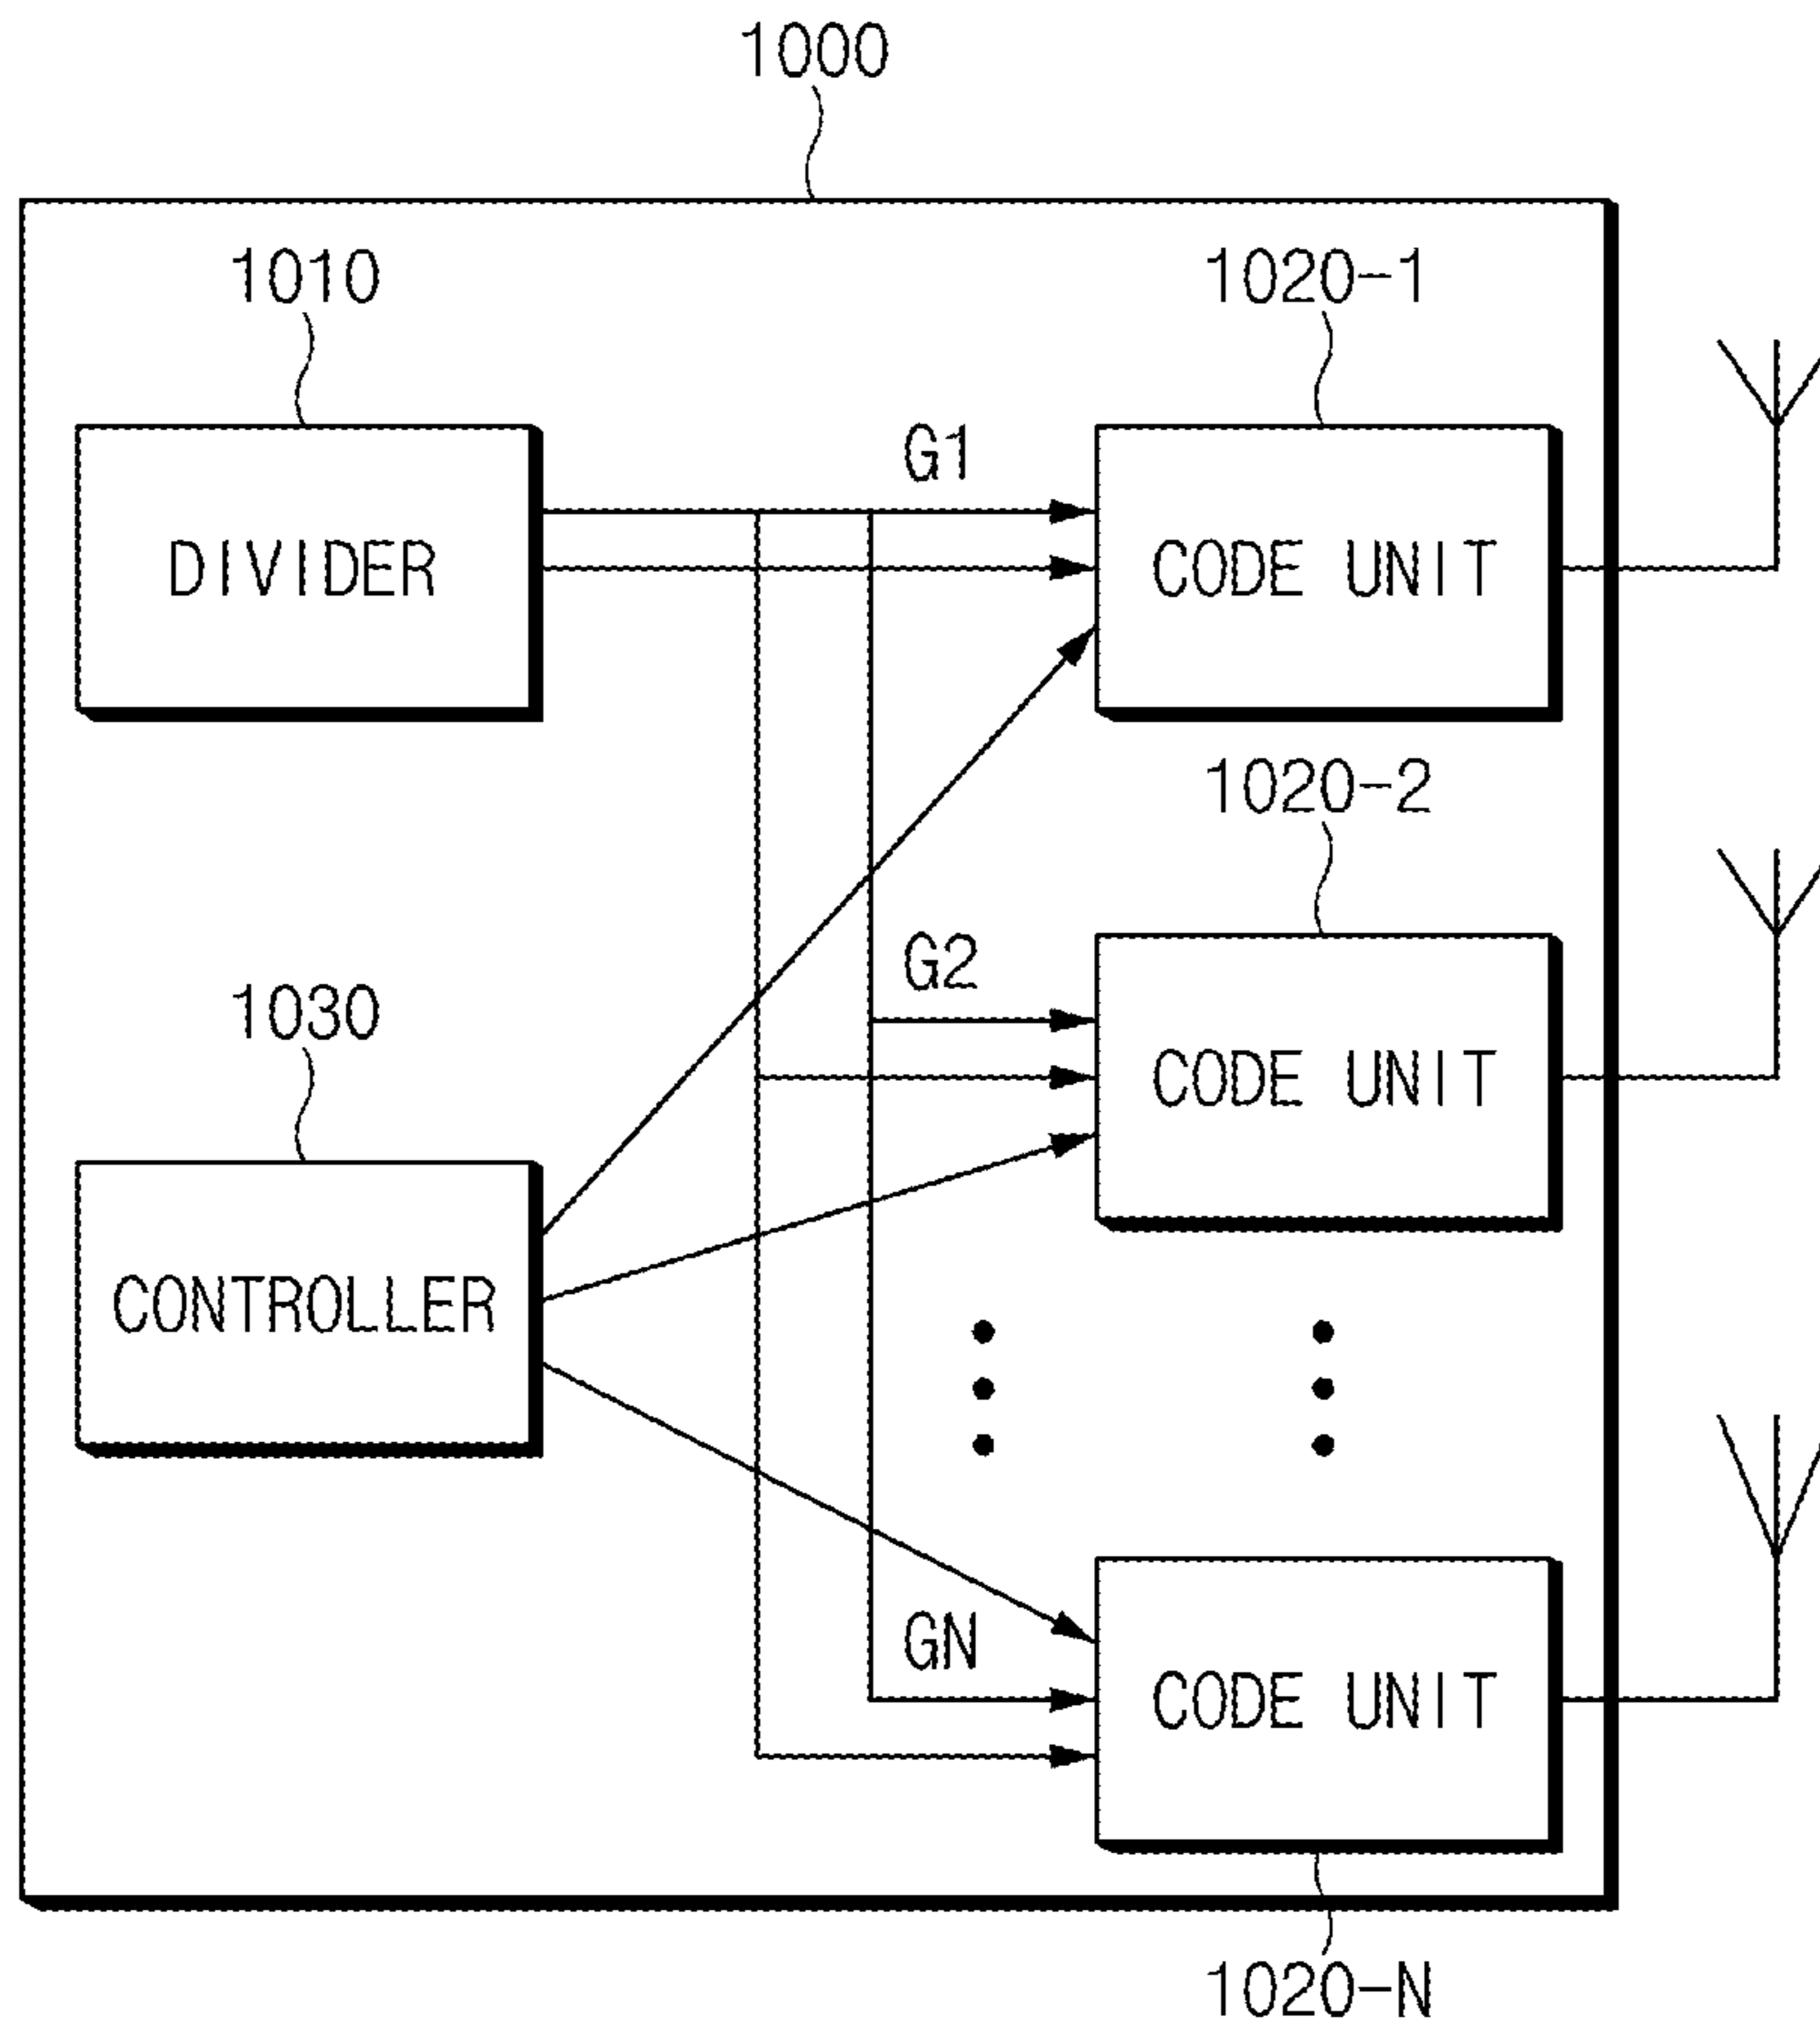 1000
1010
1020-1
G1
DIVIDER
CODE UNIT
1020-2
G2
1030
CODE UNIT
CONTROLLER
GN
CODE UNIT
1020-N